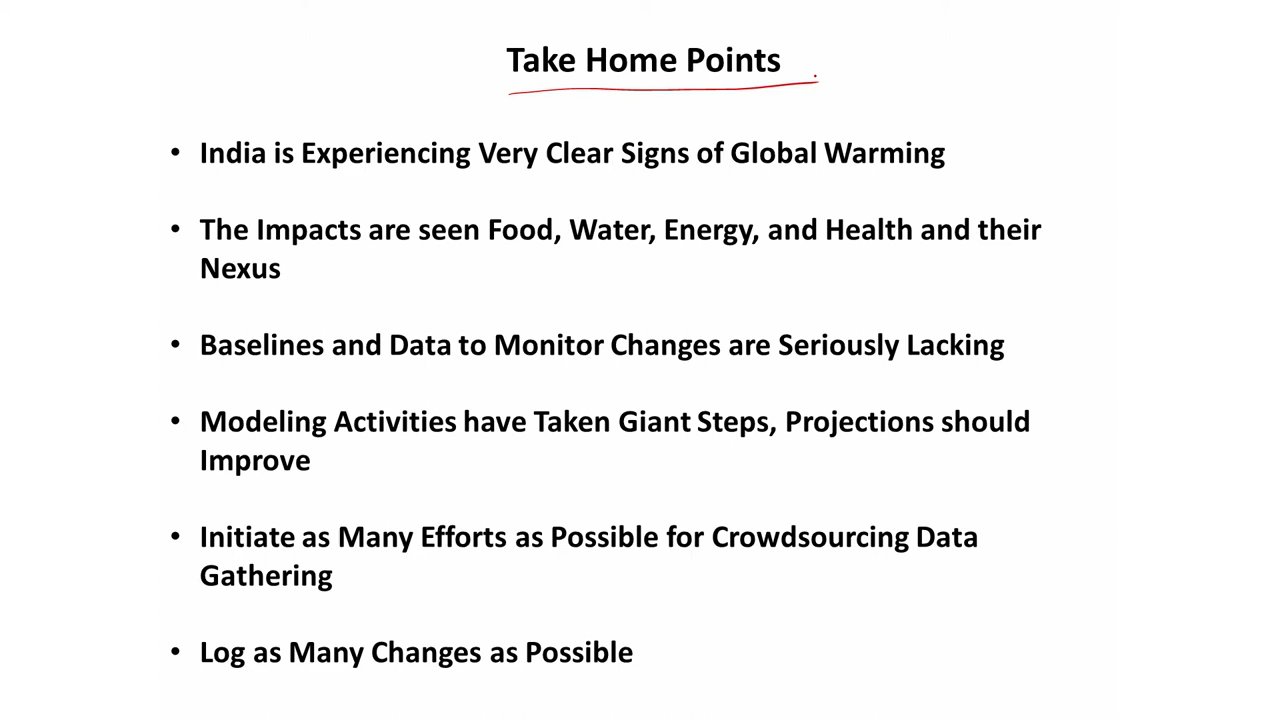 Take Home Points
• India is Experiencing Very Clear Signs of Global Warming
• The Impacts are seen Food, Water, Energy, and Health and their
Nexus
• Baselines and Data to Monitor Changes are Seriously Lacking
• Modeling Activities have Taken Giant Steps, Projections should
Improve
• Initiate as Many Efforts as Possible for Crowdsourcing Data
Gathering
• Log as Many Changes as Possible